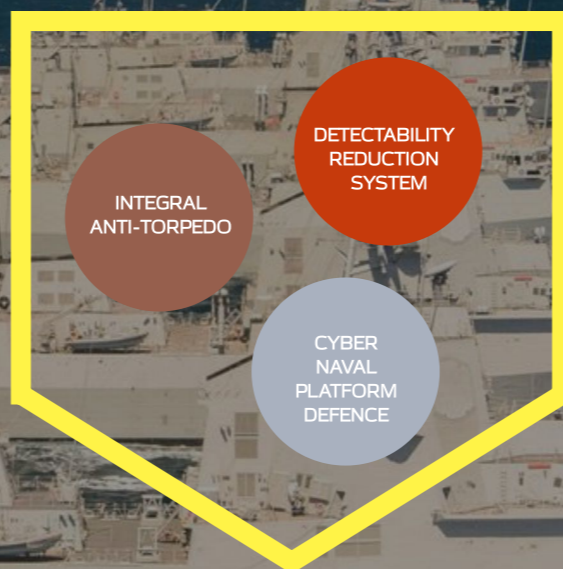 INTEGRAL
ANTI-TORPEDO
DETECTABILITY
REDUCTION
SYSTEM
CYBER
NAVAL
PLATFORM
DEFENCE